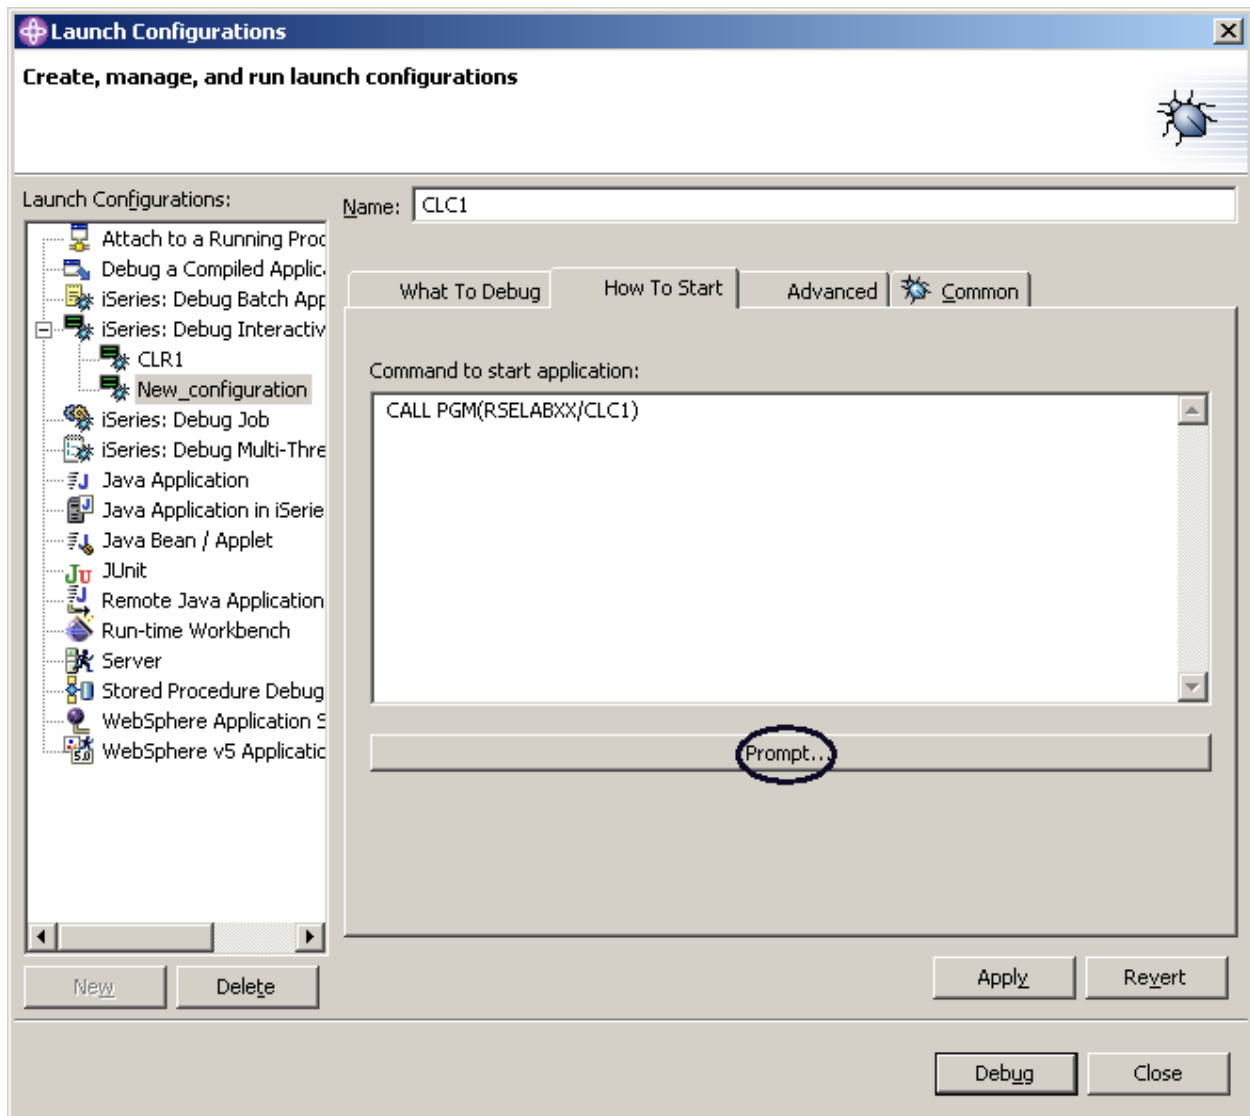 Launch Configurations
Create, manage, and run launch configurations
Launch Configurations:
Attach to a Running Proc
Debug a Compiled Applic
iSeries: Debug Batch App
iSeries: Debug Interactiv
CLR1
New_configuration
iSeries: Debug Job
iSeries: Debug Multi-Thre
Java Application
Java Application in iSerie
Java Bean / Applet
JUnit
Remote Java Application
Run-time Workbench
Server
Stored Procedure Debug
WebSphere Application S
WebSphere v5 Applicatic
New
Delete
Name: CLC1
What To Debug
How To Start
Advanced
Common
Command to start application:
CALL PGM(RSELABXX/CLC1)
Prompt...
Apply
Revert
Debug
Close